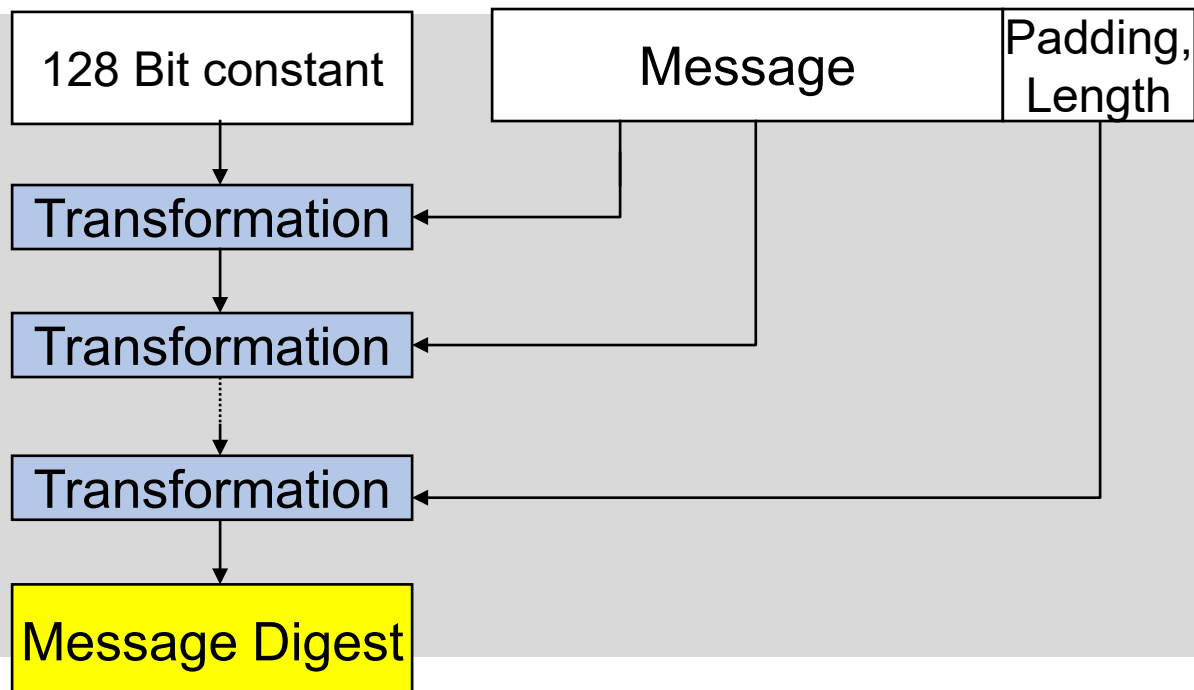 128 Bit constant
Message
Padding,
Length
Transformation
Transformation
Transformation
Message Digest